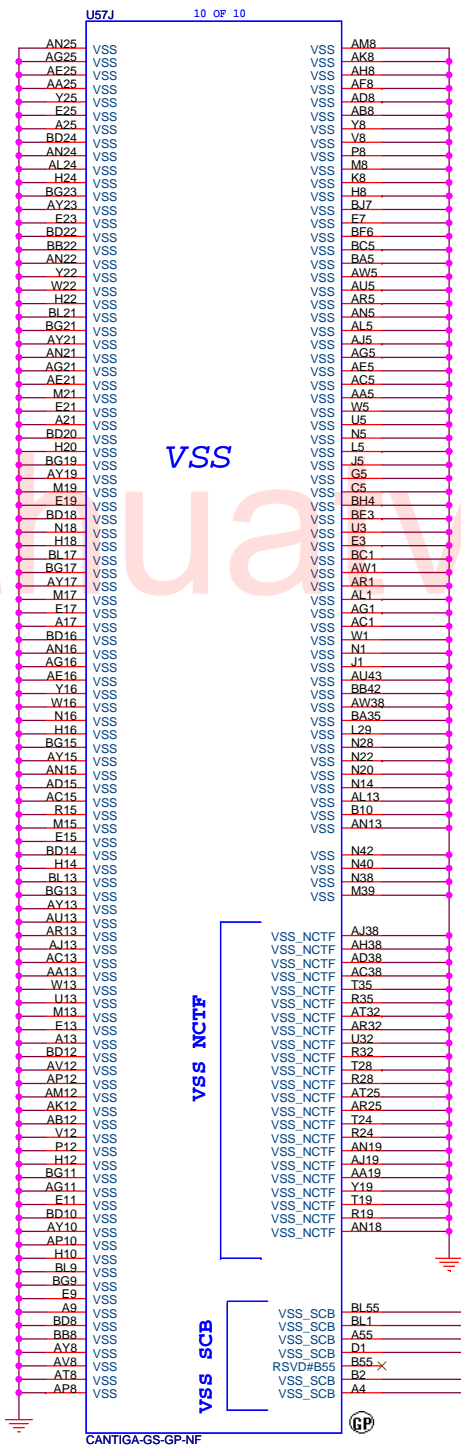 U57J 10 OF 10
AN25 VSS VSS AM8
AG25 VSS VSS AK8
AE25 VSS VSS AH8
AA25 VSS VSS AF8
Y25 VSS VSS AD8
E25 VSS VSS AB8
A25 VSS VSS Y8
BD24 VSS VSS V8
AN24 VSS VSS P8
AL24 VSS VSS M8
H24 VSS VSS K8
BG23 VSS VSS H8
AY23 VSS VSS BJ7
E23 VSS VSS E7
BD22 VSS VSS BF6
BB22 VSS VSS BC5
AN22 VSS VSS BA5
Y22 VSS VSS AW5
W22 VSS VSS AU5
H22 VSS VSS AR5
BL21 VSS VSS AN5
BG21 VSS VSS AL5
AY21 VSS VSS AJ5
AN21 VSS VSS AG5
AG21 VSS VSS AE5
AE21 VSS VSS AC5
M21 VSS VSS AA5
E21 VSS VSS W5
A21 VSS VSS U5
BD20 VSS VSS N5
H20 VSS VSS L5
VSS
BG19 VSS VSS J5
AY19 VSS VSS G5
M19 VSS VSS C5
E19 VSS VSS BH4
BD18 VSS VSS BE3
N18 VSS VSS U3
H18 VSS VSS E3
BL17 VSS VSS BC1
BG17 VSS VSS AW1
AY17 VSS VSS AR1
M17 VSS VSS AL1
E17 VSS VSS AG1
A17 VSS VSS AC1
BD16 VSS VSS W1
AN16 VSS VSS N1
AG16 VSS VSS J1
AE16 VSS VSS AU43
Y16 VSS VSS BB42
W16 VSS VSS AW38
N16 VSS VSS BA35
H16 VSS VSS L29
BG15 VSS VSS N28
AY15 VSS VSS N22
AN15 VSS VSS N20
AD15 VSS VSS N14
AC15 VSS VSS AL13
R15 VSS VSS B10
M15 VSS VSS AN13
E15 VSS
BD14 VSS VSS N42
H14 VSS VSS N40
BL13 VSS VSS N38
BG13 VSS VSS M39
AY13 VSS
AU13 VSS
AR13 VSS VSS_NCTF AJ38
AJ13 VSS VSS_NCTF AH38
AC13 VSS VSS_NCTF AD38
AA13 VSS VSS_NCTF AC38
W13 VSS VSS_NCTF T35
U13 VSS VSS_NCTF R35
M13 VSS VSS_NCTF AT32
E13 VSS VSS_NCTF AR32
A13 VSS VSS_NCTF U32
BD12 VSS VSS_NCTF R32
AV12 VSS VSS_NCTF T28
AP12 VSS VSS_NCTF R28
AM12 VSS VSS_NCTF AT25
AK12 VSS VSS_NCTF AR25
AB12 VSS VSS_NCTF T24
V12 VSS VSS_NCTF R24
P12 VSS VSS_NCTF AN19
H12 VSS VSS_NCTF AJ19
BG11 VSS VSS_NCTF AA19
AG11 VSS VSS_NCTF Y19
E11 VSS VSS_NCTF T19
BD10 VSS VSS_NCTF R19
AY10 VSS VSS_NCTF AN18
VSS NCTF
AP10 VSS
H10 VSS
BL9 VSS
BG9 VSS
E9 VSS
A9 VSS VSS_SCB BL55
BD8 VSS VSS_SCB BL1
BB8 VSS VSS_SCB A55
AY8 VSS VSS_SCB D1
AV8 VSS RSVD#B55 B55
AT8 VSS VSS_SCB B2
AP8 VSS VSS_SCB A4
VSS SCB
GP
CANTIGA-GS-GP-NF